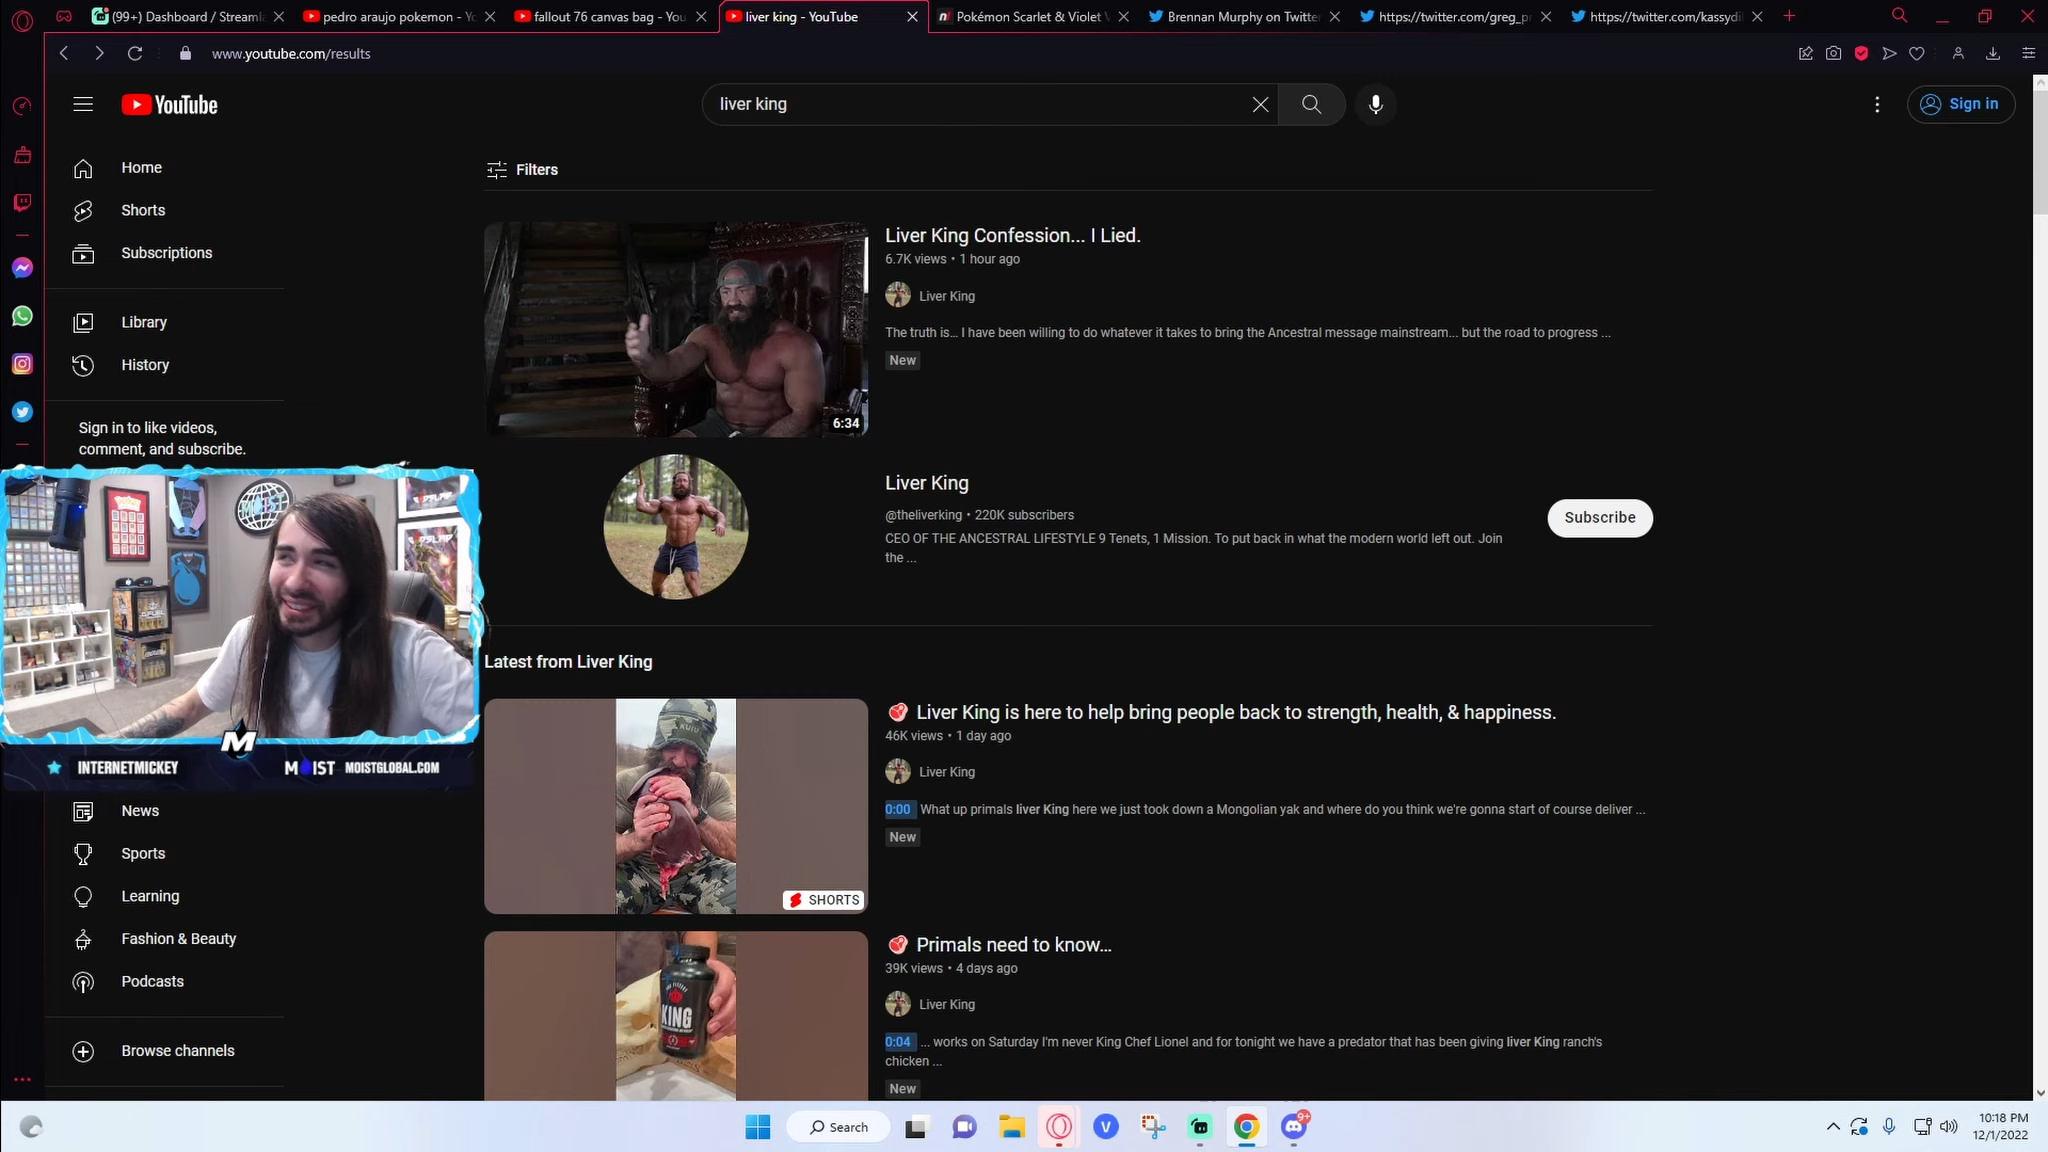 (99+) Dashboard / Streaml
pedro araujo pokemon - Yo
fallout 76 canvas bag - You
liver king - YouTube
Pokémon Scarlet & Violet
Brennan Murphy on Twitte
https://twitter.com/greg_p
https://twitter.com/kassydi
www.youtube.com/results
YouTube
liver king
Sign in
Home
Shorts
Subscriptions
Library
History
Sign in to like videos,
comment, and subscribe.
News
Sports
Learning
Fashion & Beauty
Podcasts
Browse channels
Filters
Liver King Confession... I Lied.
6.7K views • 1 hour ago
Liver King
The truth is… I have been willing to do whatever it takes to bring the Ancestral message mainstream... but the road to progress ...
New
6:34
Liver King
@theliverking • 220K subscribers
CEO OF THE ANCESTRAL LIFESTYLE 9 Tenets, 1 Mission. To put back in what the modern world left out. Join
the ...
Subscribe
MOIST
M
INTERNETMICKEY
MOIST
MOISTGLOBAL.COM
Latest from Liver King
Liver King is here to help bring people back to strength, health, & happiness.
46K views • 1 day ago
Liver King
0:00 What up primals liver King here we just took down a Mongolian yak and where do you think we're gonna start of course deliver ...
New
KUIU
SHORTS
Primals need to know...
39K views • 4 days ago
Liver King
0:04 ... works on Saturday I'm never King Chef Lionel and for tonight we have a predator that has been giving liver King ranch's
chicken ...
New
KING
Search
V
9+
10:18 PM
12/1/2022